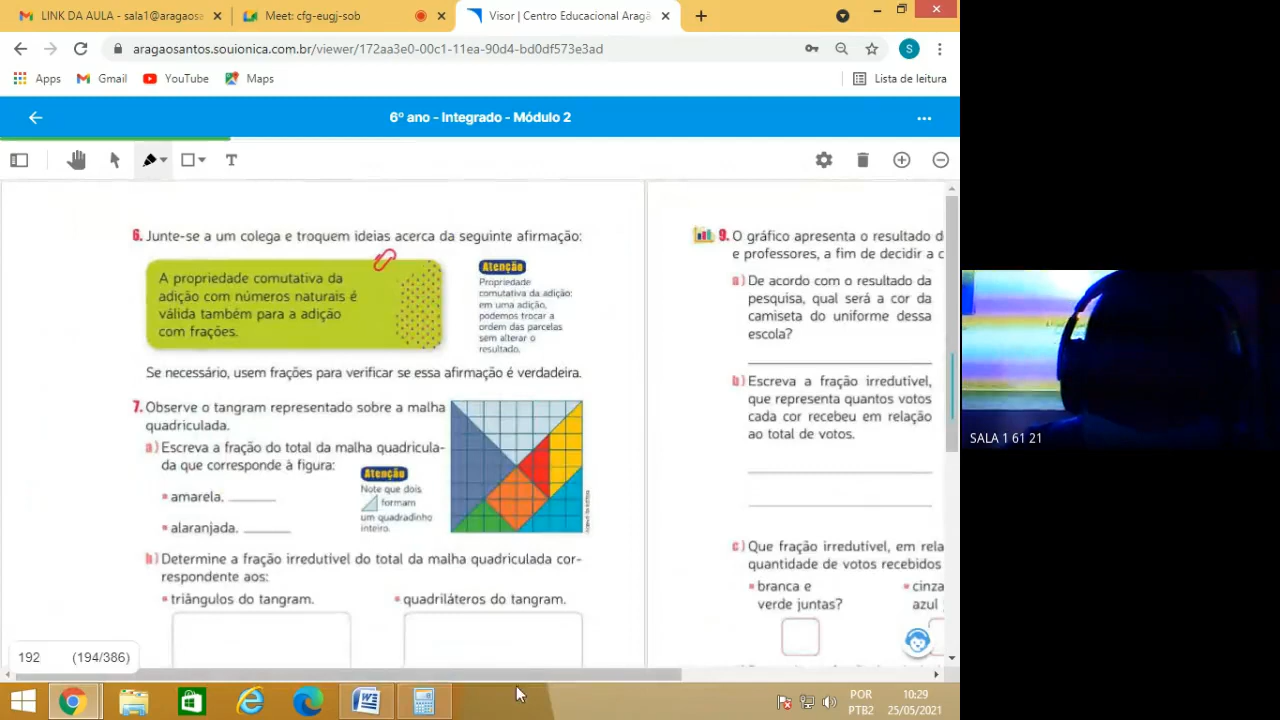 LINK DA AULA - sala1@aragaosa
Meet: cfg-eugj-sob
Visor | Centro Educacional Aragã
aragaosantos.souionica.com.br/viewer/172aa3e0-00c1-11ea-90d4-bd0df573e3ad
S
Apps
Gmail
YouTube
Maps
Lista de leitura
6º ano - Integrado - Módulo 2
T
6. Junte-se a um colega e troquem ideias acerca da seguinte afirmação:
A propriedade comutativa da
adição com números naturais é
válida também para a adição
com frações.
Atenção
Propriedade
comutativa da adição:
em uma adição,
podemos trocar a
ordem das parcelas
sem alterar o
resultado.
Se necessário, usem frações para verificar se essa afirmação é verdadeira.
7. Observe o tangram representado sobre a malha
quadriculada.
a) Escreva a fração do total da malha quadricula-
da que corresponde à figura:
amarela.
alaranjada.
Atenção
Note que dois
formam
um quadradinho
inteiro.
b) Determine a fração irredutível do total da malha quadriculada cor-
respondente aos:
triângulos do tangram.
quadriláteros do tangram.
192 (194/386)
9. O gráfico apresenta o resultado d
e professores, a fim de decidir a c
a) De acordo com o resultado da
pesquisa, qual será a cor da
camiseta do uniforme dessa
escola?
b) Escreva a fração irredutível,
que representa quantos votos
cada cor recebeu em relação
ao total de votos.
c) Que fração irredutível, em rela
quantidade de votos recebidos
branca e
verde juntas?
cinza
azul
SALA 1 61 21
POR
PTB2
10:29
25/05/2021